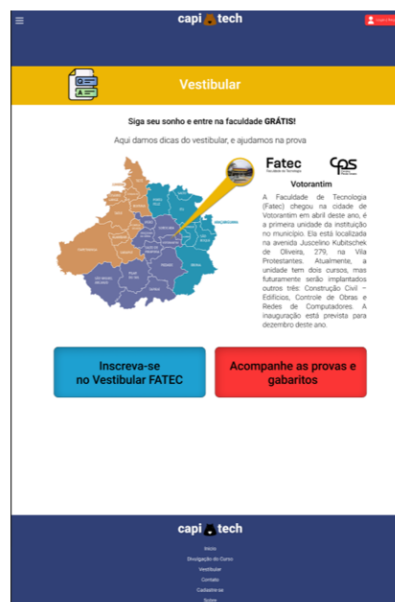 capi tech
Vestibular
Siga seu sonho e entre na faculdade GRÁTIS!
Aqui damos dicas do vestibular, e ajudamos na prova
Fatec
Faculdade de Tecnologia
cps
Votorantim
A Faculdade de Tecnologia
(Fatec) chegou na cidade de
Votorantim em abril deste ano, é
a primeira unidade da instituição
no município. Ela está localizada
na avenida Juscelino Kubitschek
de Oliveira, 279, na Vila
Protestantes. Atualmente, a
unidade tem dois cursos, mas
futuramente serão implantados
outros três: Construção Civil –
Edifícios, Controle de Obras e
Redes de Computadores. A
inauguração está prevista para
dezembro deste ano.
Inscreva-se
no Vestibular FATEC
Acompanhe as provas e
gabaritos
capi tech
Início
Divulgação do Curso
Vestibular
Contato
Cadastre-se
Sobre